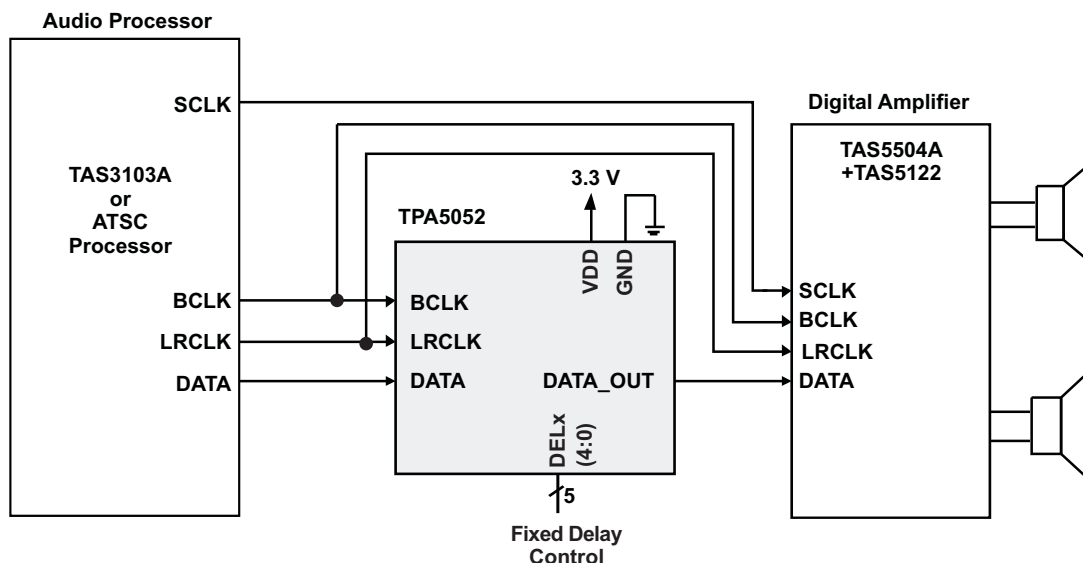 Audio Processor
SCLK
TAS3103A
or
ATSC
Processor
BCLK
LRCLK
DATA
TPA5052
3.3 V
VDD
GND
BCLK
LRCLK
DATA
DATA_OUT
DELx
(4:0)
5
Fixed Delay
Control
Digital Amplifier
TAS5504A
+TAS5122
SCLK
BCLK
LRCLK
DATA